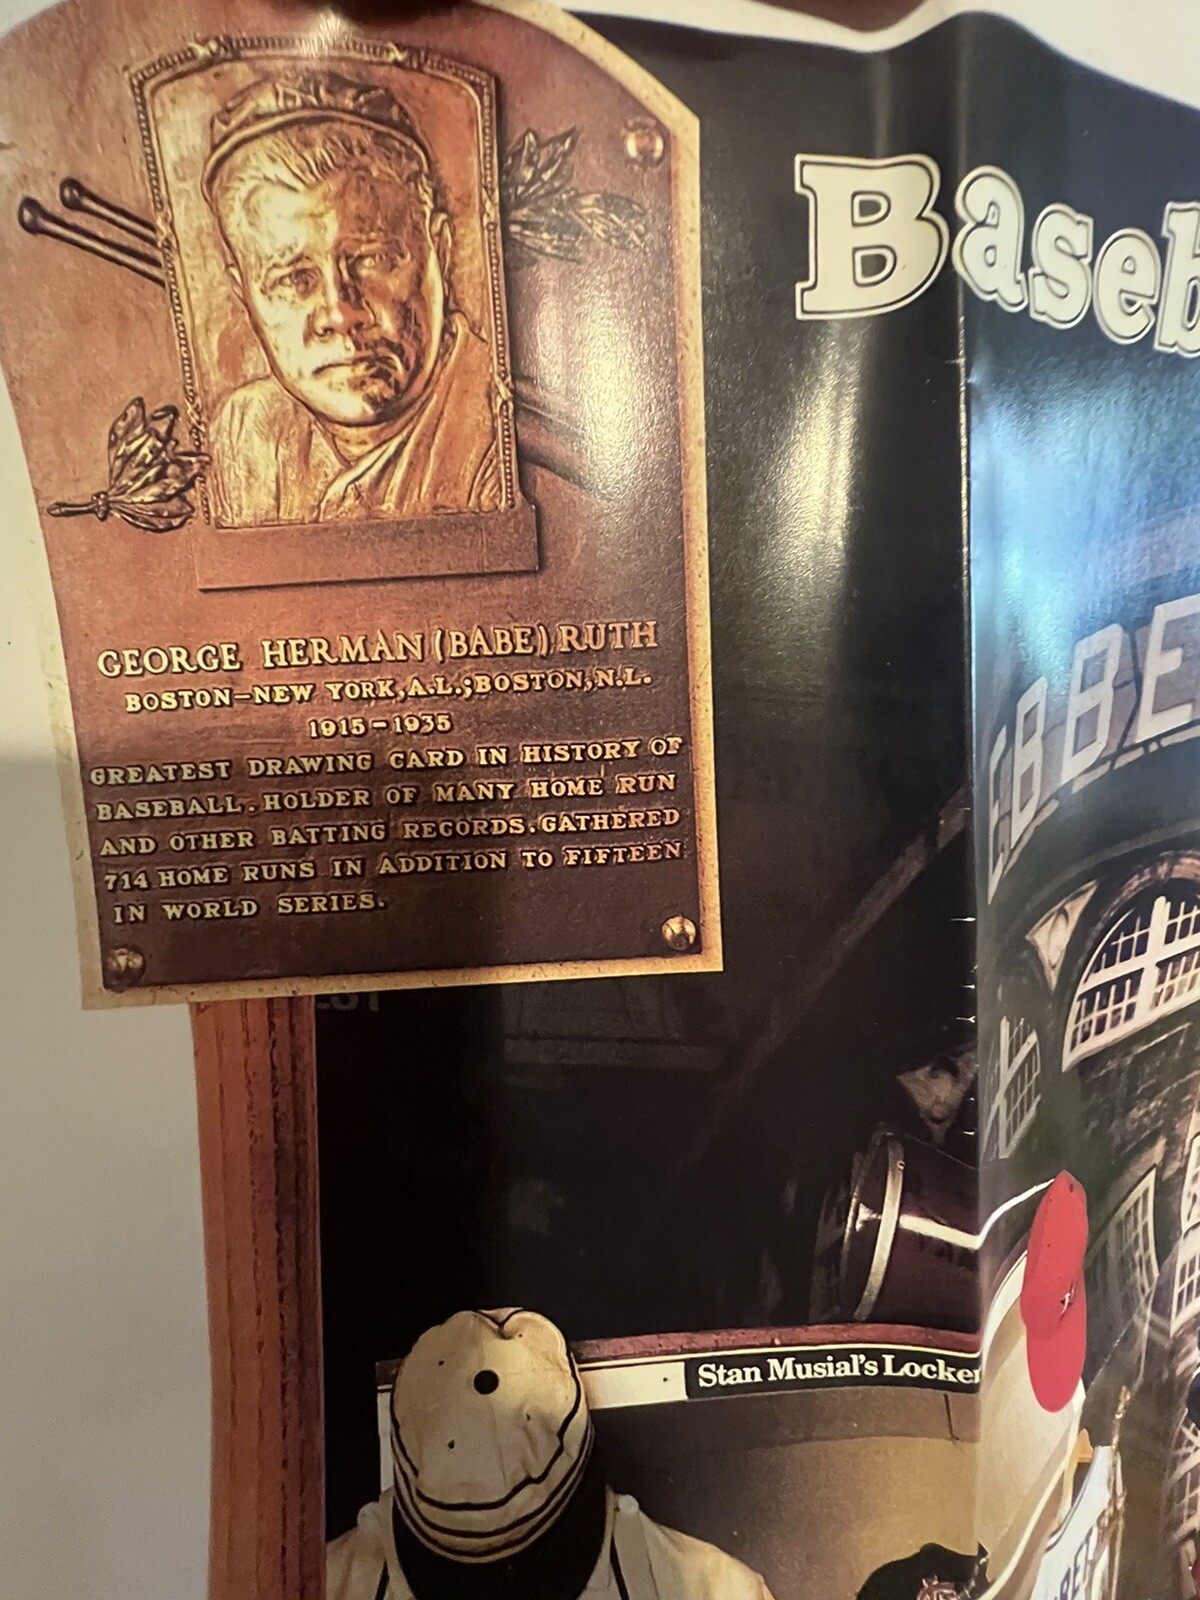 GEORGE HERMAN (BABE) RUTH
BOSTON-NEW YORK, A.L.; BOSTON, N.L.
1915-1935
GREATEST DRAWING CARD IN HISTORY OF
BASEBALL. HOLDER OF MANY HOME RUN
AND OTHER BATTING RECORDS. GATHERED
714 HOME RUNS IN ADDITION TO FIFTEEN
IN WORLD SERIES.
Baseb
EBBE
Stan Musial's Locker